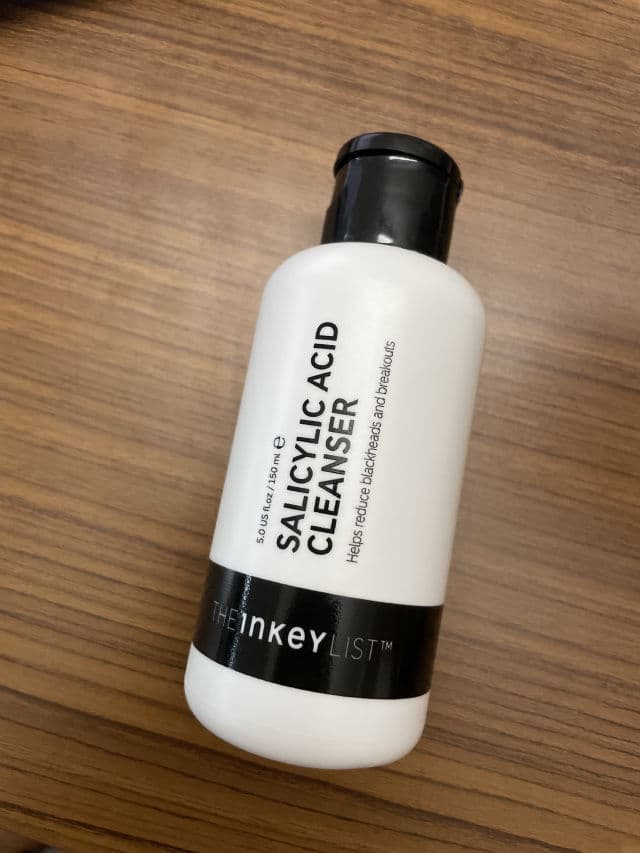 5.0 US fl.oz / 150 ml ℮
SALICYLIC ACID
CLEANSER
Helps reduce blackheads and breakouts
THE INKEY LIST™